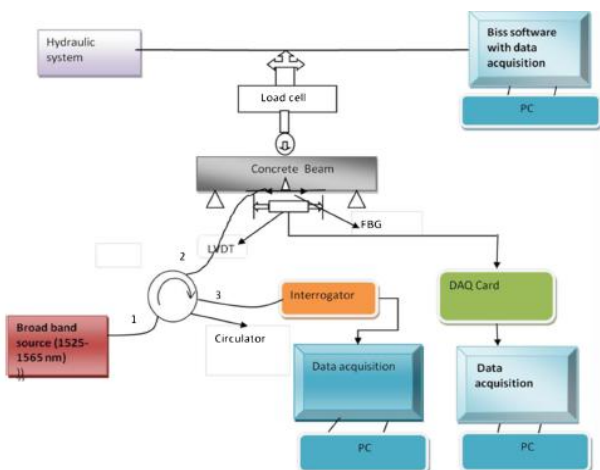 Hydraulic
system
Biss software
with data
acquisition
PC
Load cell
Concrete Beam
FBG
LVDT
2
1
3
Interrogator
DAQ Card
Circulator
Broad band
source (1525-
1565 nm)
))
Data acquisition
PC
Data
acquisition
PC